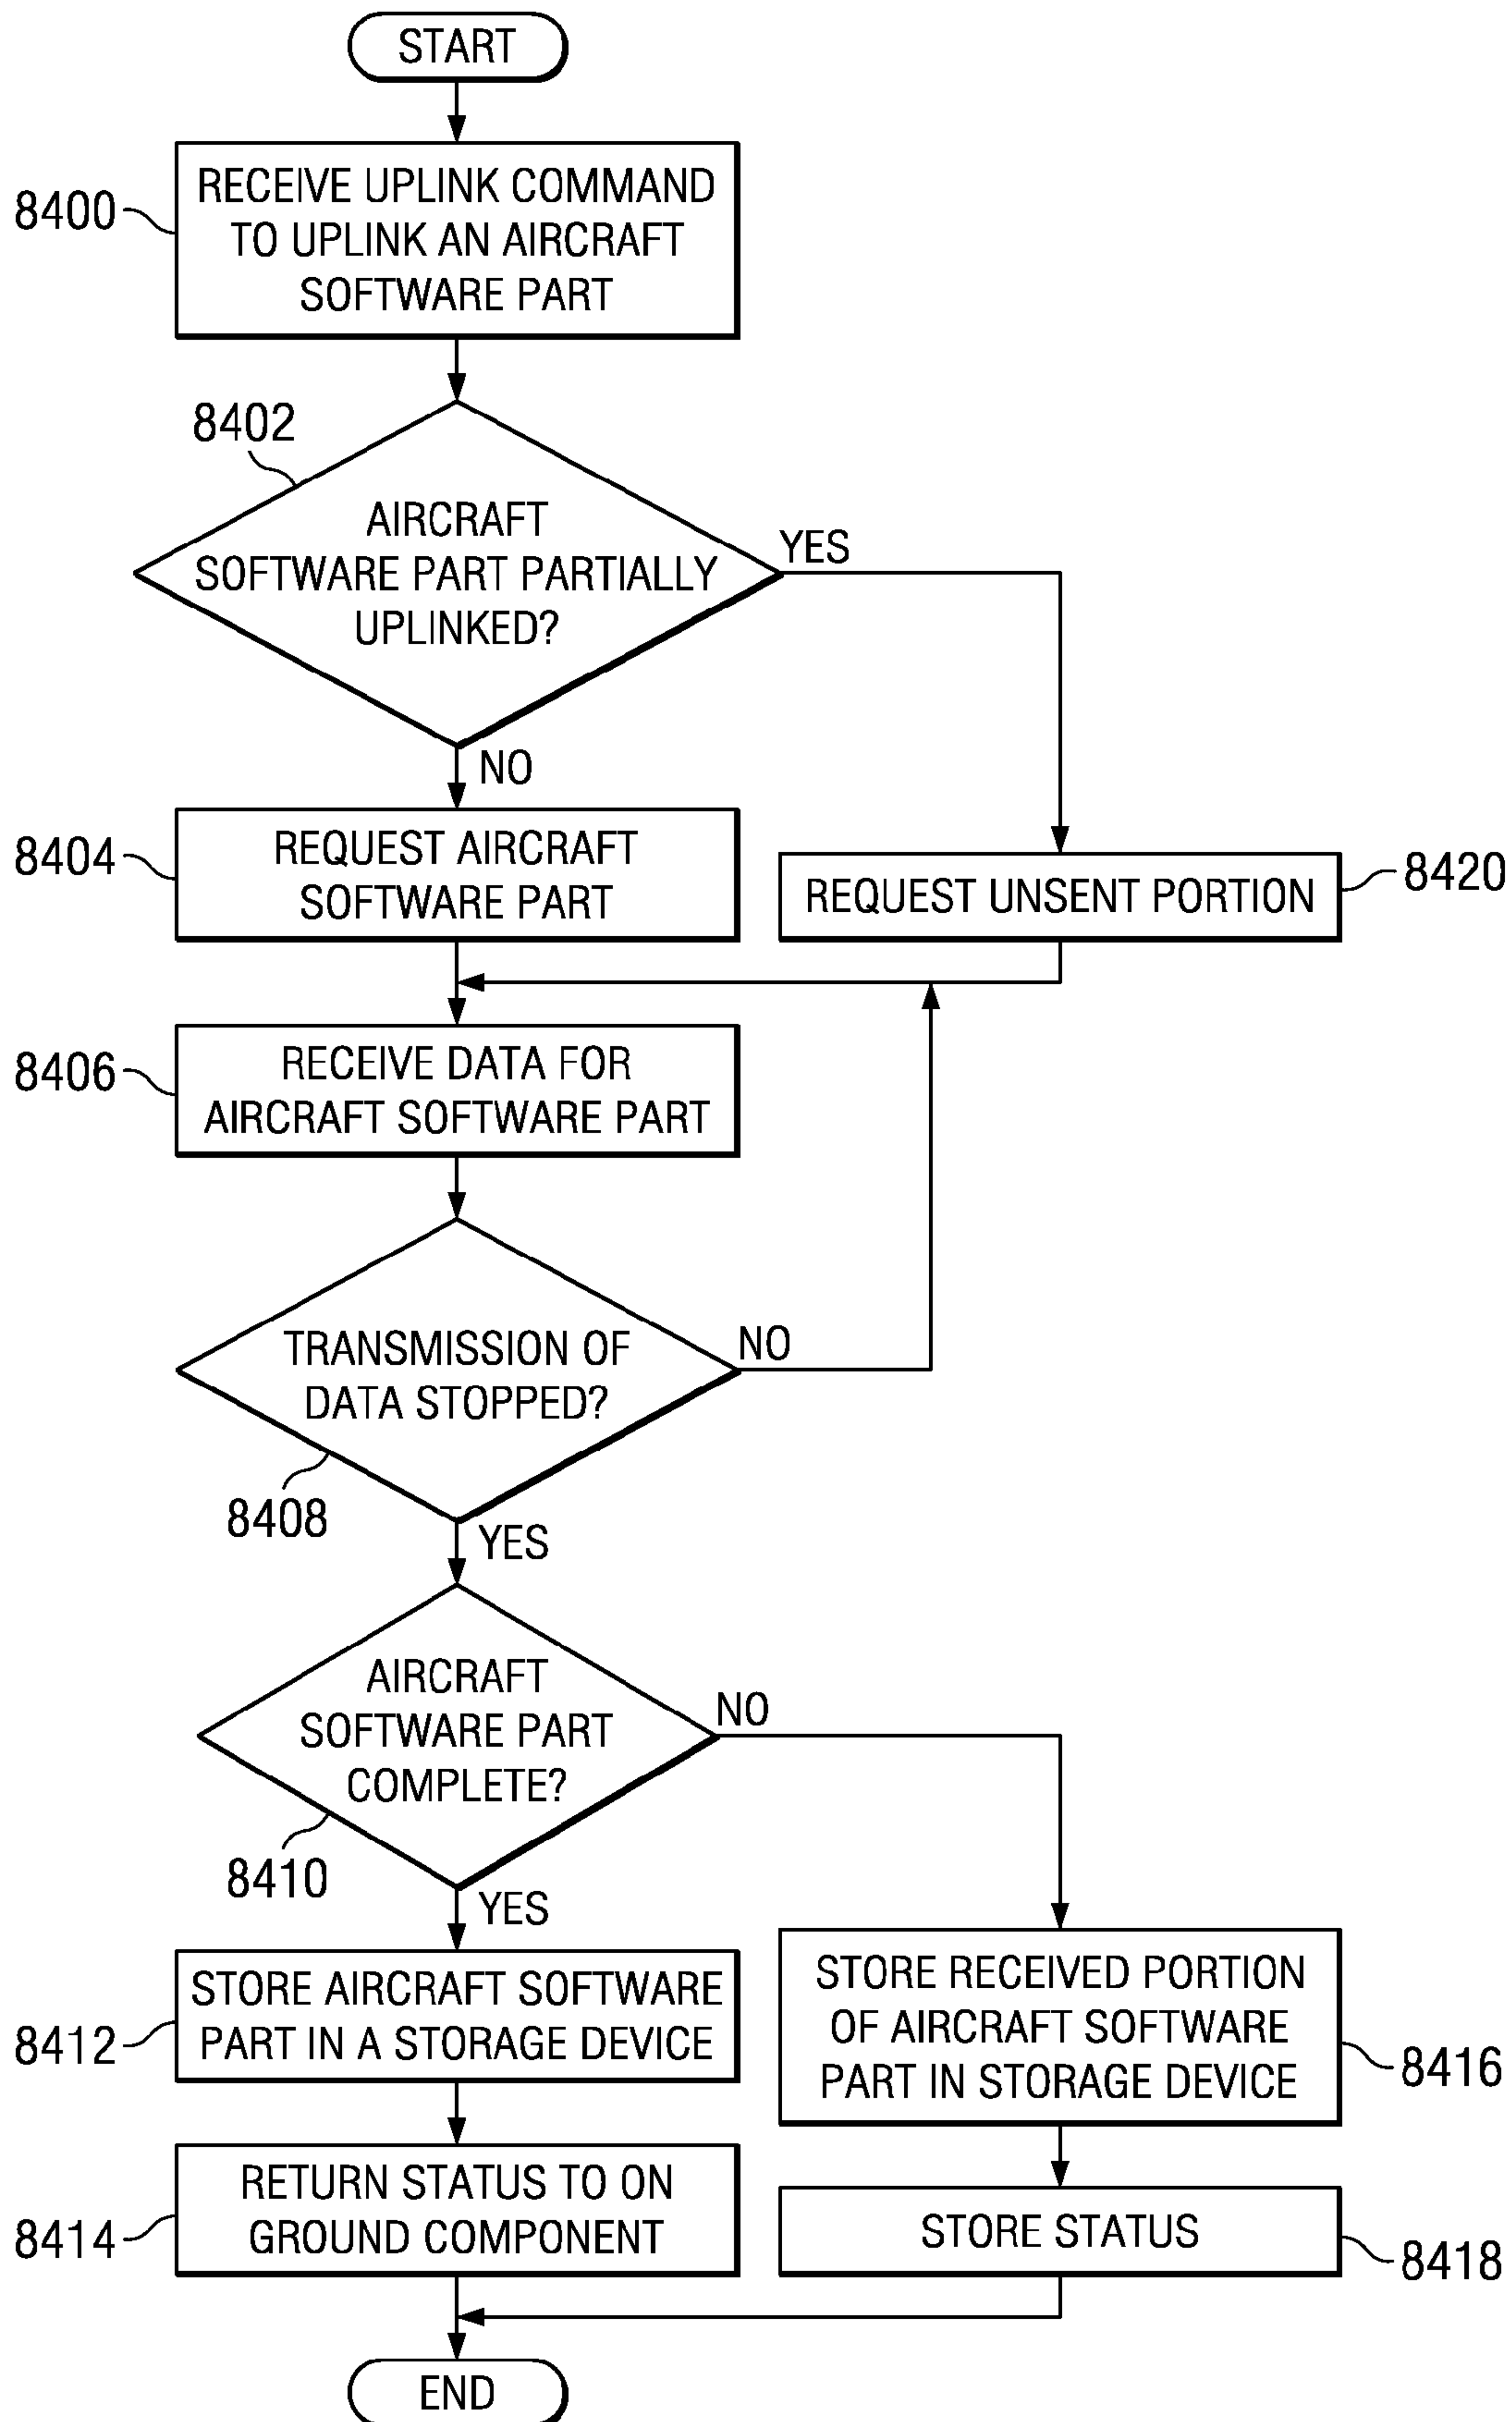 START
8400
RECEIVE UPLINK COMMAND
TO UPLINK AN AIRCRAFT
SOFTWARE PART
8402
AIRCRAFT
SOFTWARE PART PARTIALLY
UPLINKED?
YES
NO
8404
REQUEST AIRCRAFT
SOFTWARE PART
REQUEST UNSENT PORTION
8420
8406
RECEIVE DATA FOR
AIRCRAFT SOFTWARE PART
TRANSMISSION OF
DATA STOPPED?
NO
8408
YES
AIRCRAFT
SOFTWARE PART
COMPLETE?
NO
8410
YES
8412
STORE AIRCRAFT SOFTWARE
PART IN A STORAGE DEVICE
STORE RECEIVED PORTION
OF AIRCRAFT SOFTWARE
PART IN STORAGE DEVICE
8416
8414
RETURN STATUS TO ON
GROUND COMPONENT
STORE STATUS
8418
END